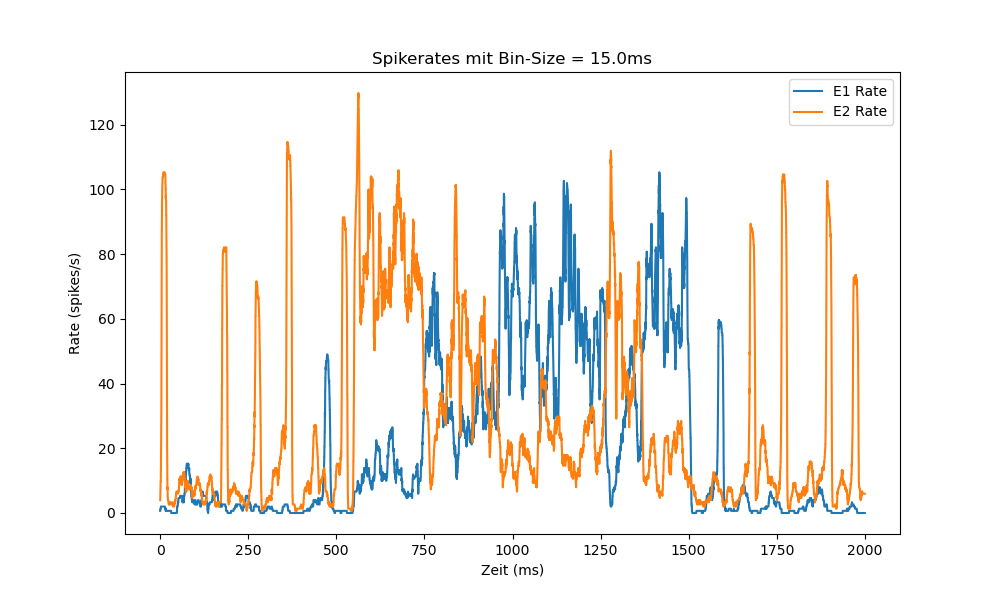 Spikerates mit Bin-Size = 15.0ms
E1 Rate
E2 Rate
Rate (spikes/s)
120
100
80
60
40
20
0
0 250 500 750 1000 1250 1500 1750 2000
Zeit (ms)